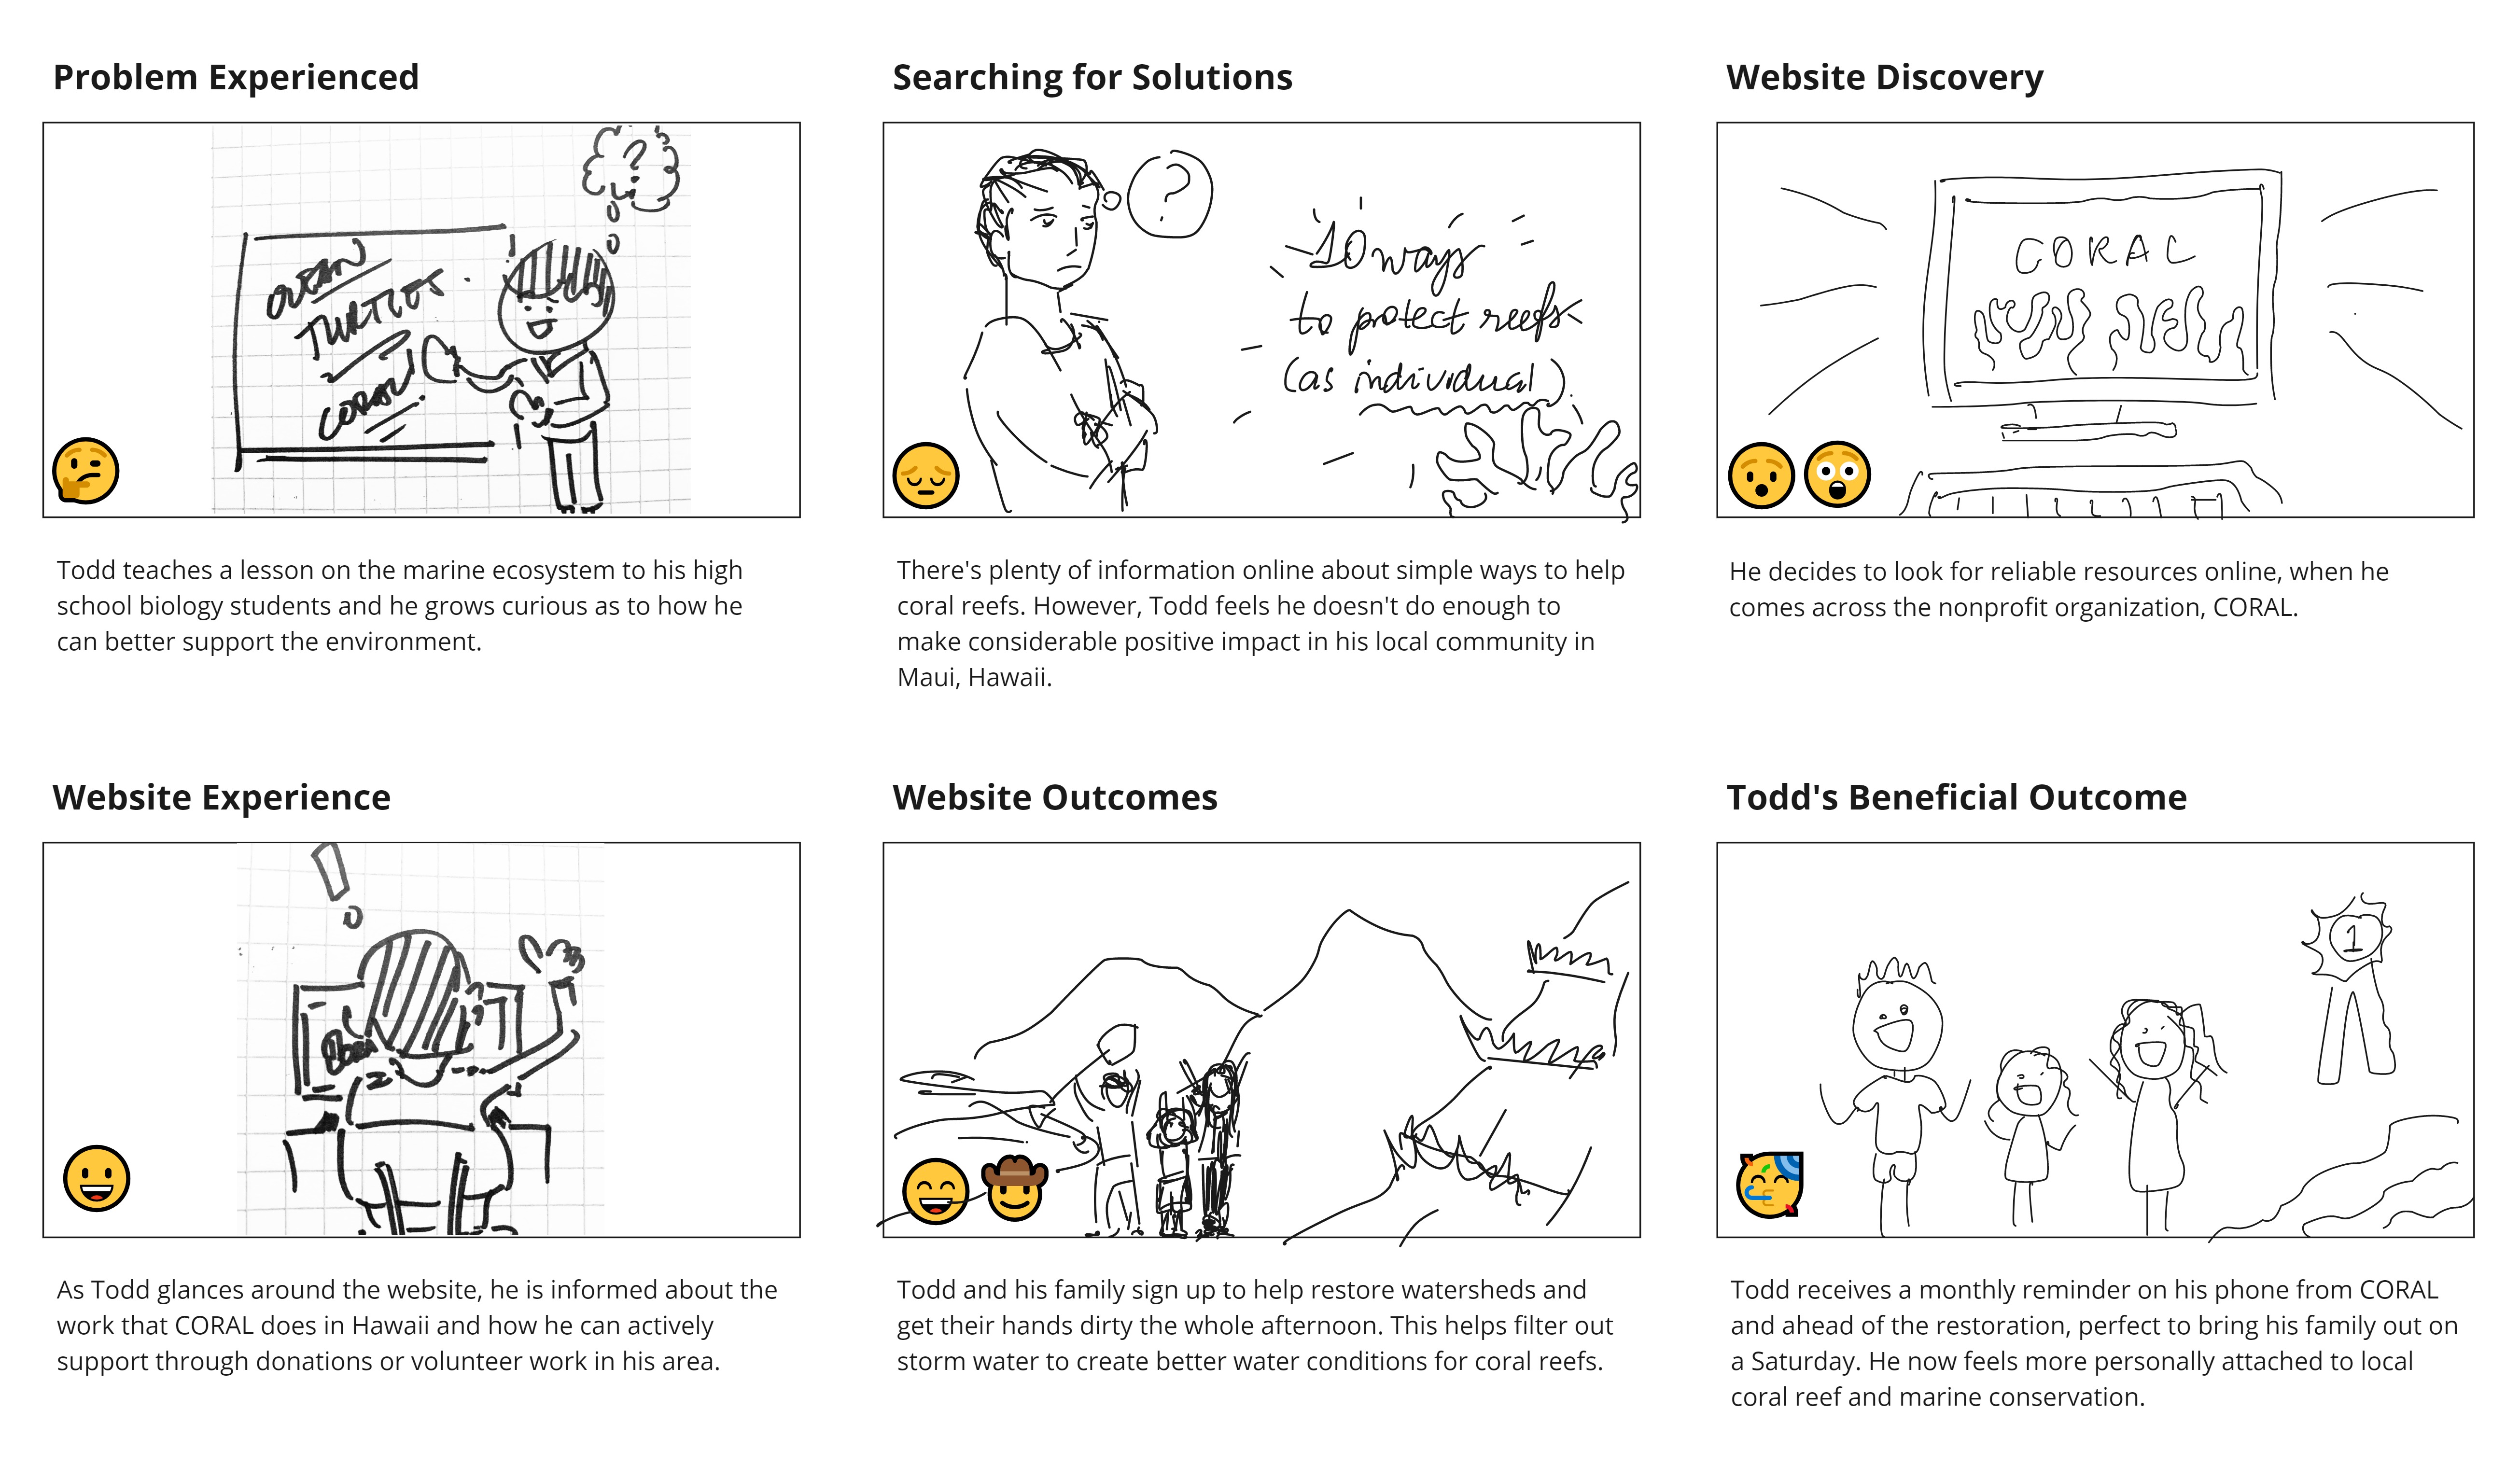 Problem Experienced
?
OCEAN
TURTLES
CORAL
Todd teaches a lesson on the marine ecosystem to his high
school biology students and he grows curious as to how he
can better support the environment.
Searching for Solutions
?
10 ways
to protect reefs
(as individual).
There's plenty of information online about simple ways to help
coral reefs. However, Todd feels he doesn't do enough to
make considerable positive impact in his local community in
Maui, Hawaii.
Website Discovery
CORAL
He decides to look for reliable resources online, when he
comes across the nonprofit organization, CORAL.
Website Experience
!
As Todd glances around the website, he is informed about the
work that CORAL does in Hawaii and how he can actively
support through donations or volunteer work in his area.
Website Outcomes
Todd and his family sign up to help restore watersheds and
get their hands dirty the whole afternoon. This helps filter out
storm water to create better water conditions for coral reefs.
Todd's Beneficial Outcome
1
Todd receives a monthly reminder on his phone from CORAL
and ahead of the restoration, perfect to bring his family out on
a Saturday. He now feels more personally attached to local
coral reef and marine conservation.